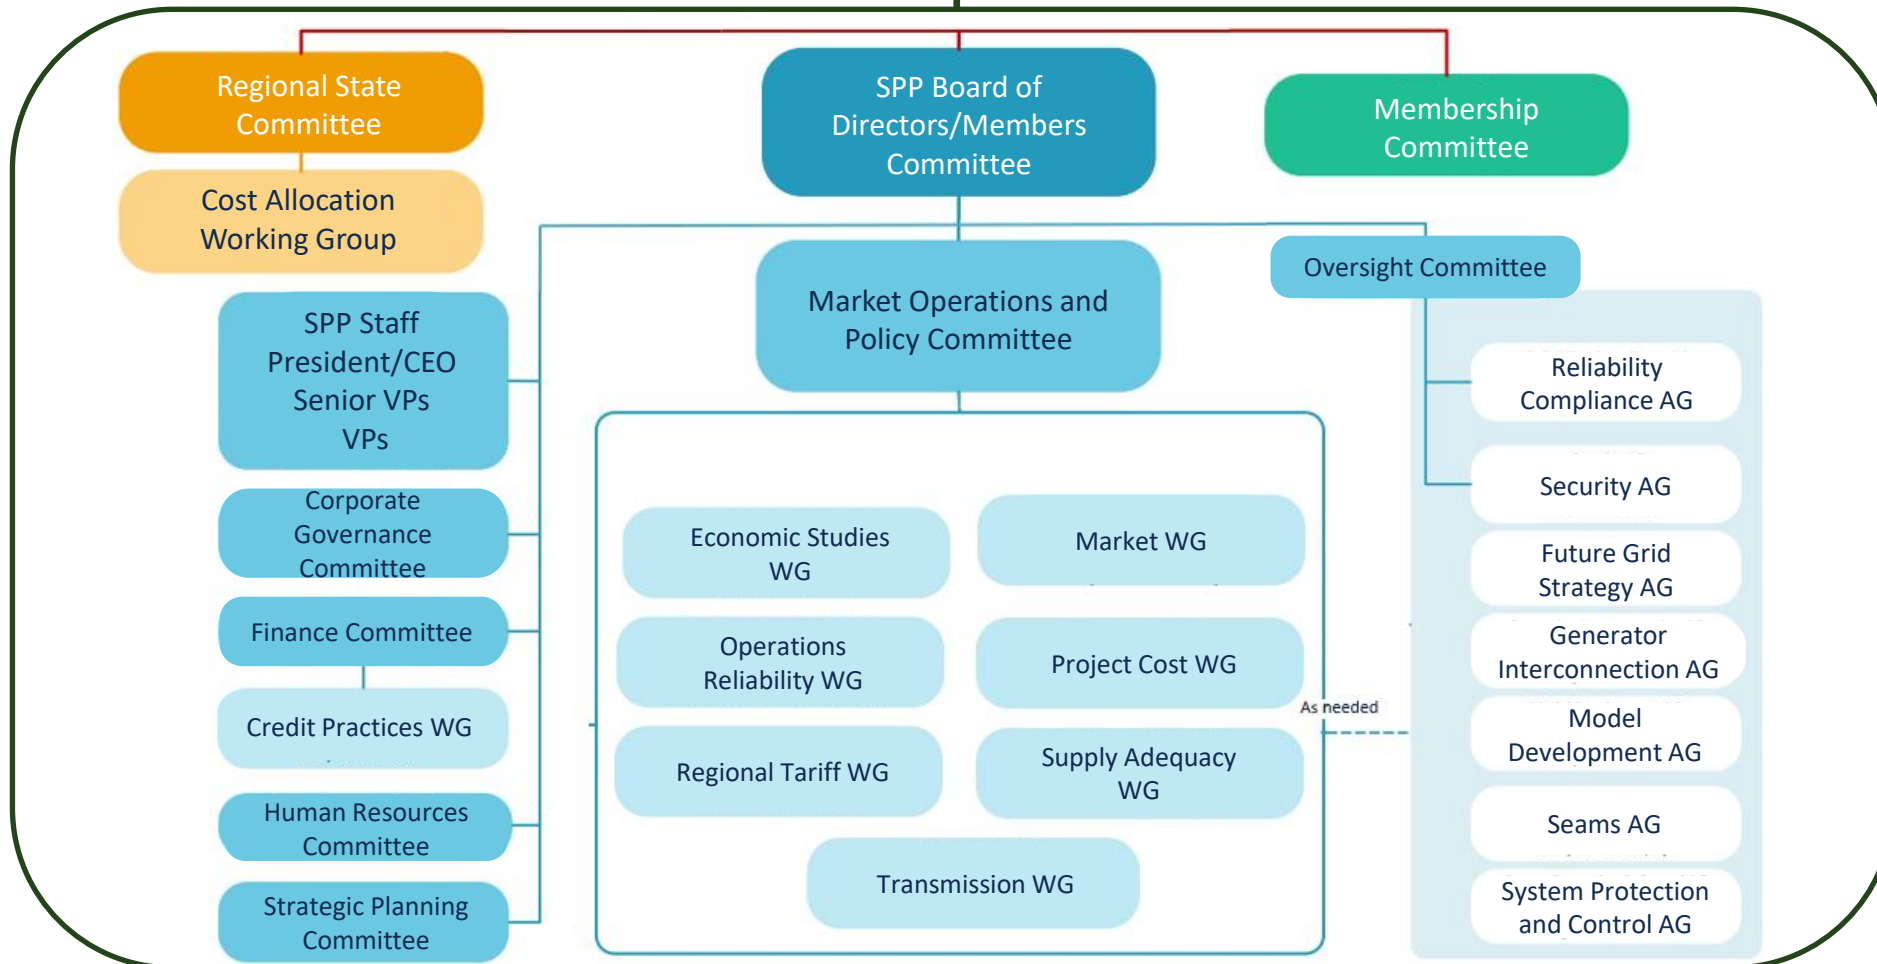 Regional State
Committee
SPP Board of
Directors/Members
Committee
Membership
Committee
Cost Allocation
Working Group
Oversight Committee
Market Operations and
Policy Committee
SPP Staff
President/CEO
Senior VPs
VPs
Corporate
Governance
Committee
Finance Committee
Credit Practices WG
Human Resources
Committee
Strategic Planning
Committee
Economic Studies
WG
Market WG
Operations
Reliability WG
Project Cost WG
Regional Tariff WG
Supply Adequacy
WG
Transmission WG
As needed
Reliability
Compliance AG
Security AG
Future Grid
Strategy AG
Generator
Interconnection AG
Model
Development AG
Seams AG
System Protection
and Control AG